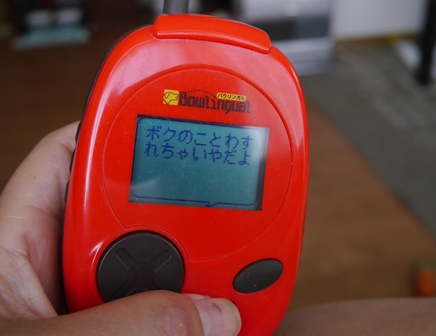 バウリンガル
BowLingual
ボクのことわす
れちゃいやだよ